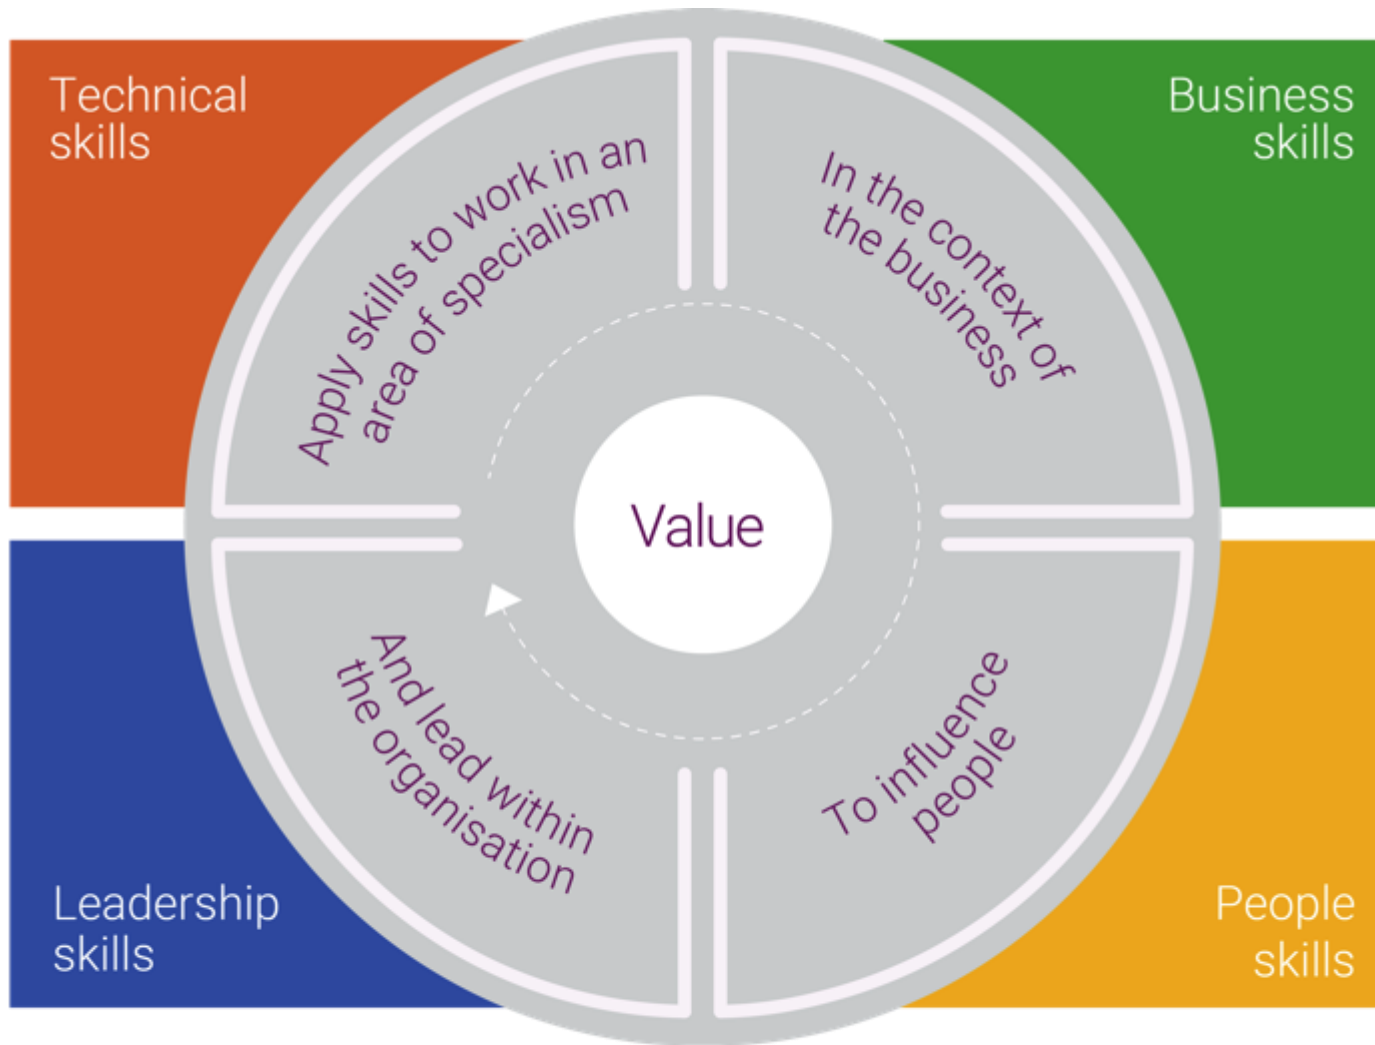 Technical
skills
Business
skills
Apply skills to work in an
area of specialism
In the context of
the business
Value
And lead within
the organisation
To influence
people
Leadership
skills
People
skills